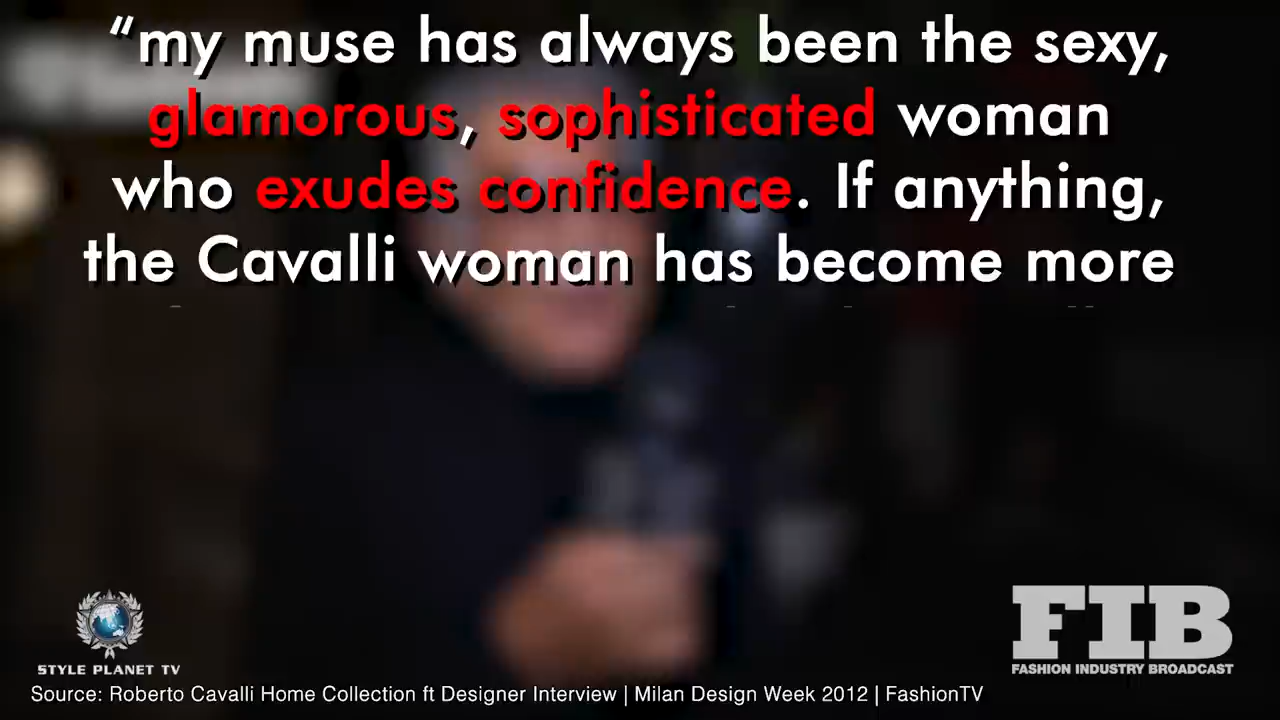 “my muse has always been the sexy,
glamorous, sophisticated woman
who exudes confidence. If anything,
the Cavalli woman has become more
STYLE PLANET TV
FIB
FASHION INDUSTRY BROADCAST
Source: Roberto Cavalli Home Collection ft Designer Interview | Milan Design Week 2012 | FashionTV